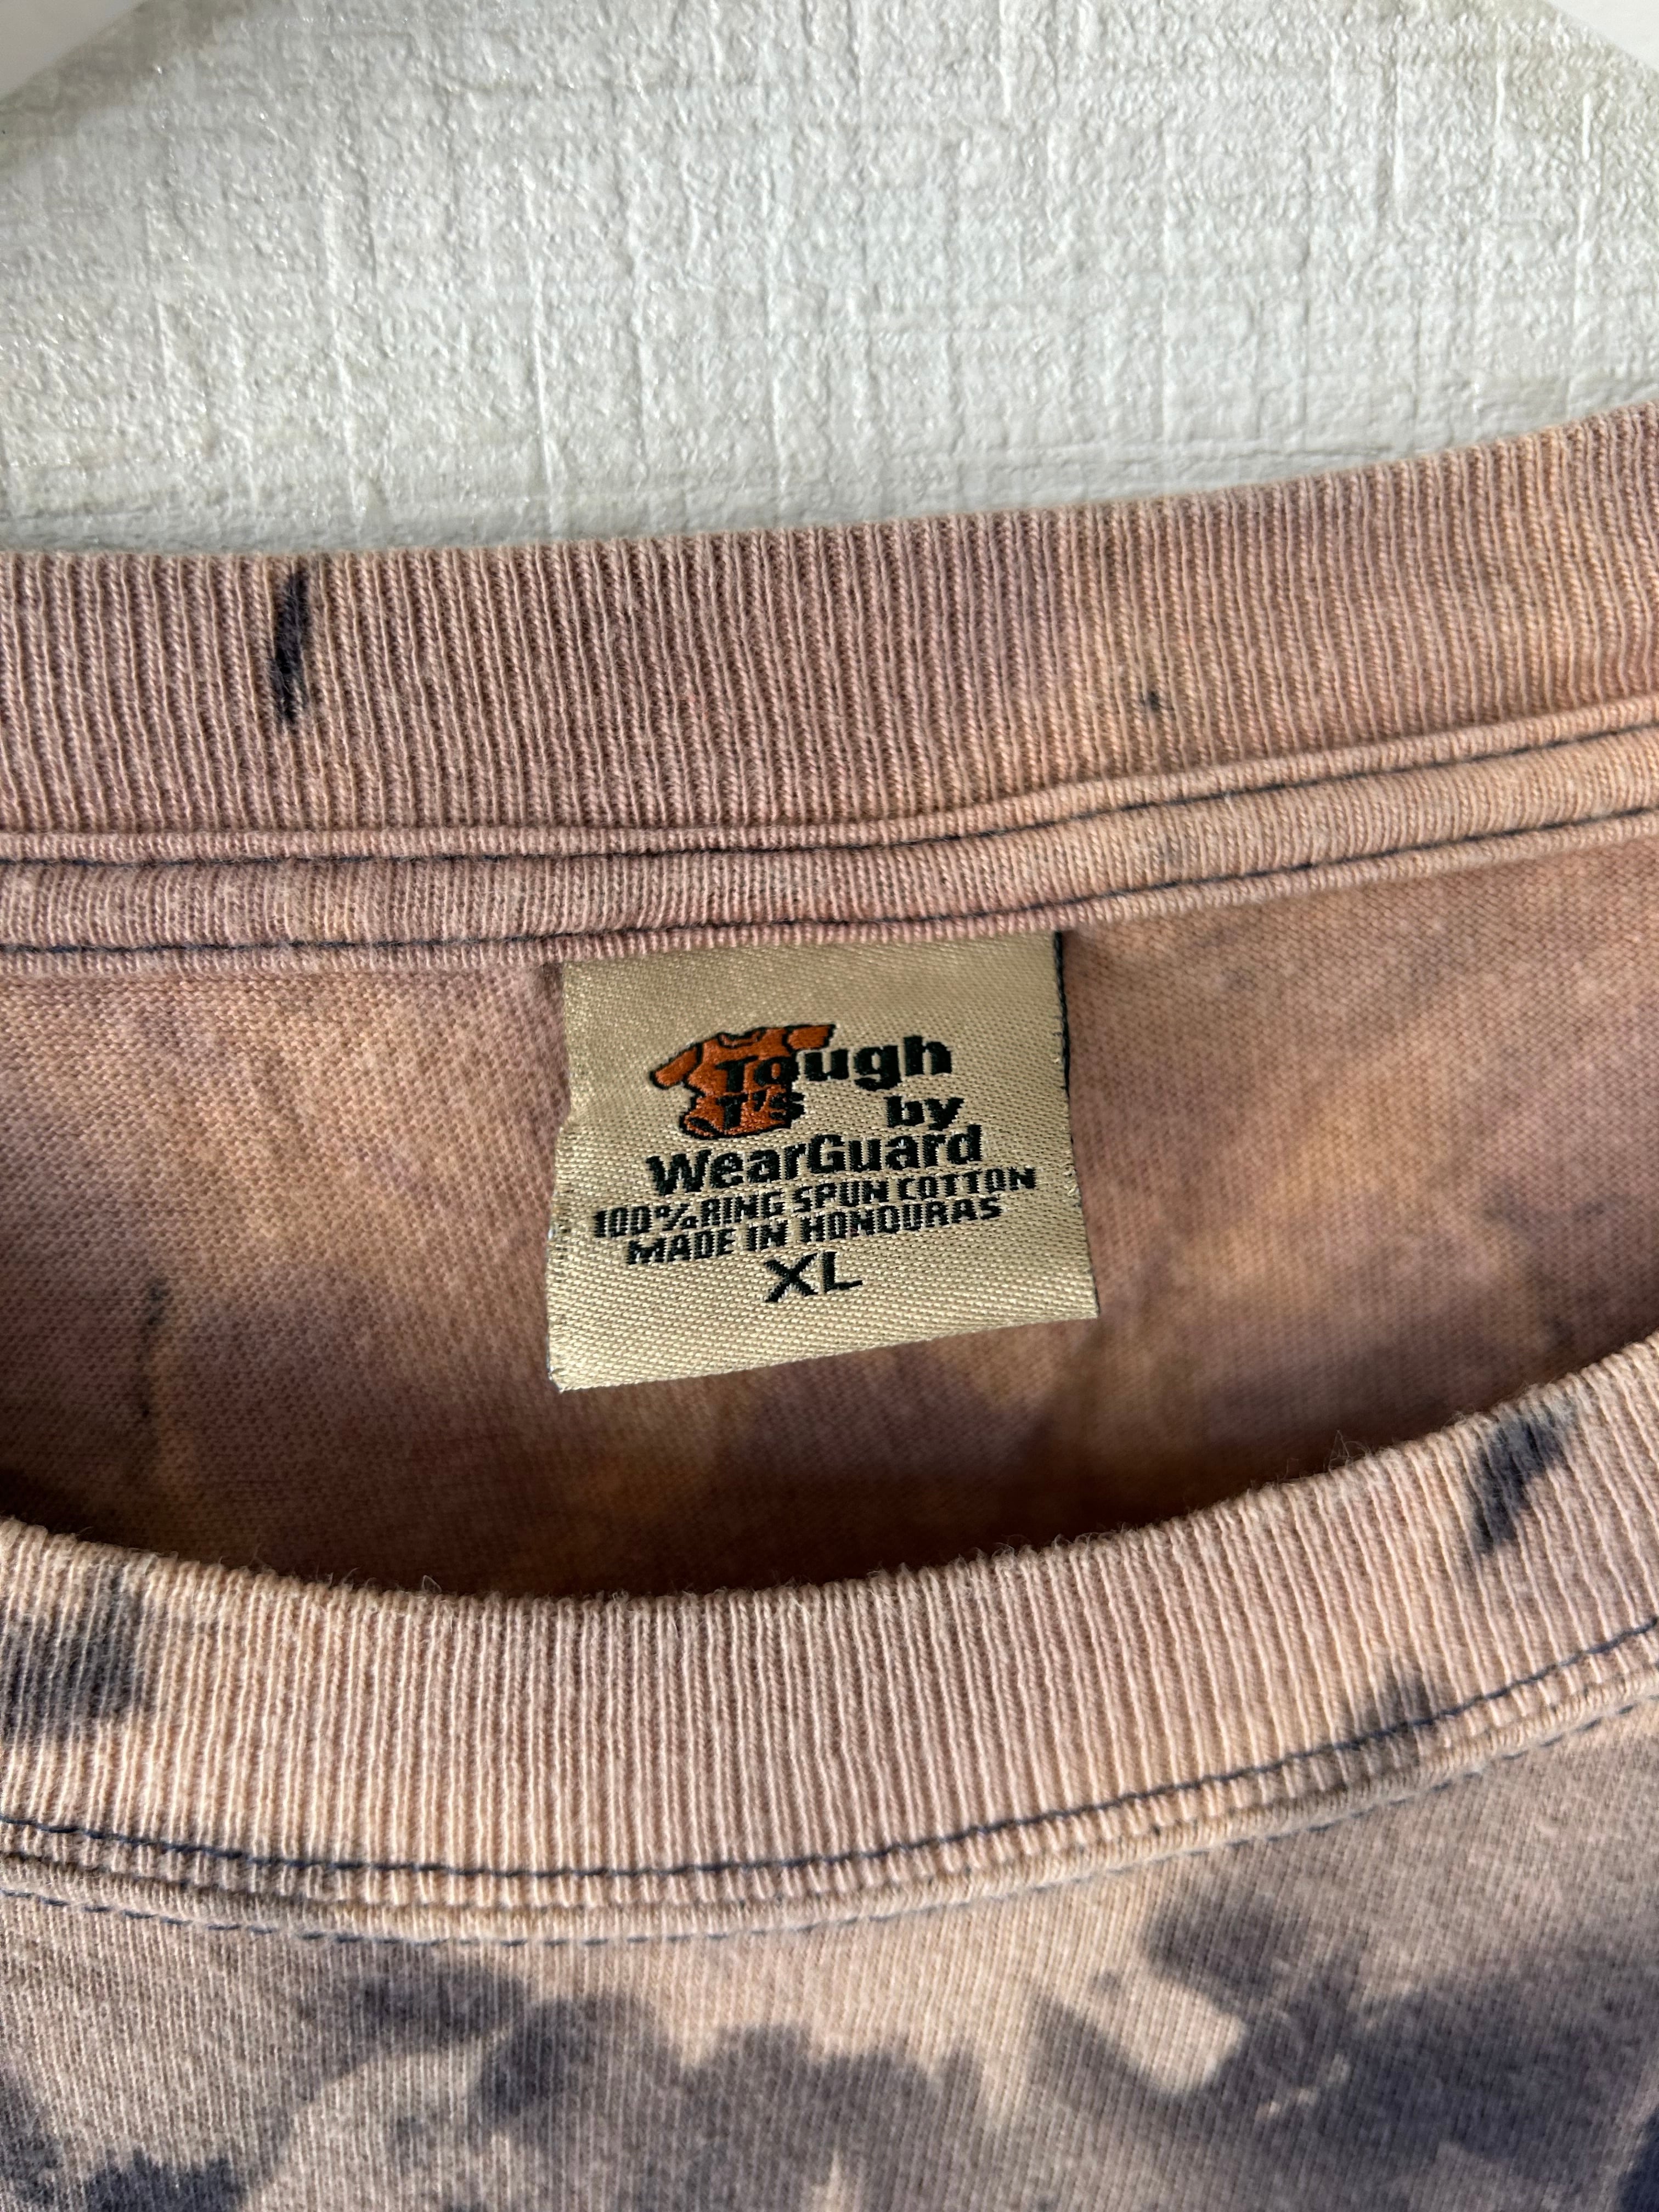 Tough
T's by
WearGuard
100% RING SPUN COTTON
MADE IN HONDURAS
XL